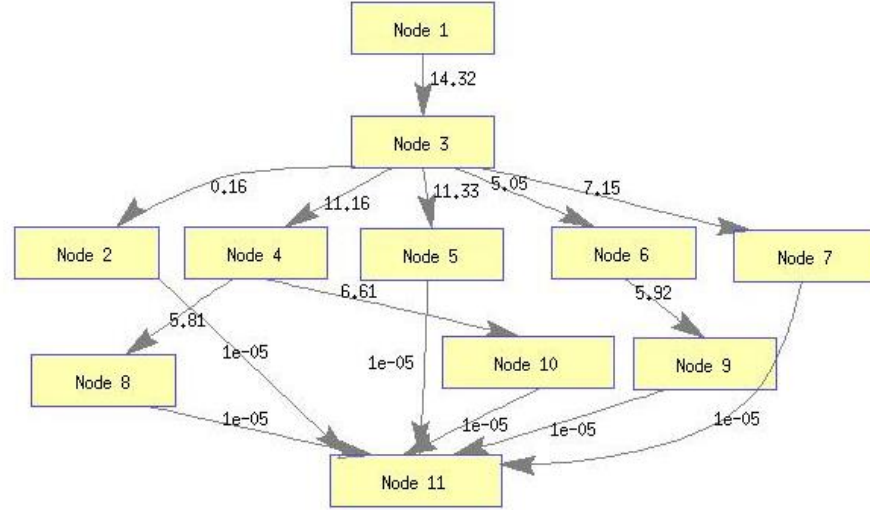 Node 1
14.32
Node 3
0.16
11.16
11.33
5.05
7.15
Node 2
Node 4
Node 5
Node 6
Node 7
5.81
6.61
5.92
1e-05
1e-05
Node 8
Node 10
Node 9
1e-05
1e-05
1e-05
1e-05
Node 11